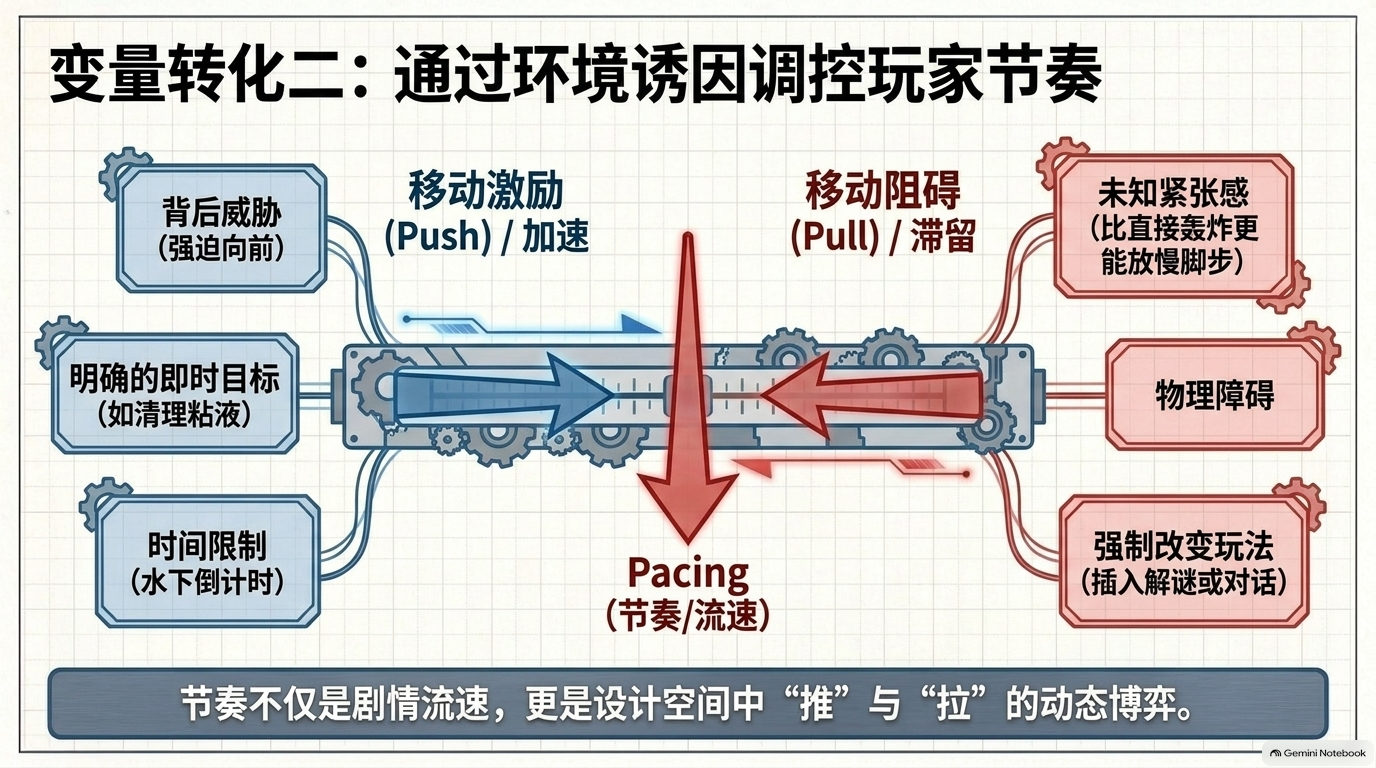 变量转化二：通过环境诱因调控玩家节奏
移动激励
(Push) / 加速
背后威胁
（强迫向前）
明确的即时目标
（如清理粘液）
时间限制
（水下倒计时）
移动阻碍
(Pull) / 滞留
未知紧张感
（比直接轰炸更
能放慢脚步）
物理障碍
强制改变玩法
（插入解谜或对话）
Pacing
（节奏/流速）
节奏不仅是剧情流速，更是设计空间中“推”与“拉”的动态博弈。
Gemini Notebook